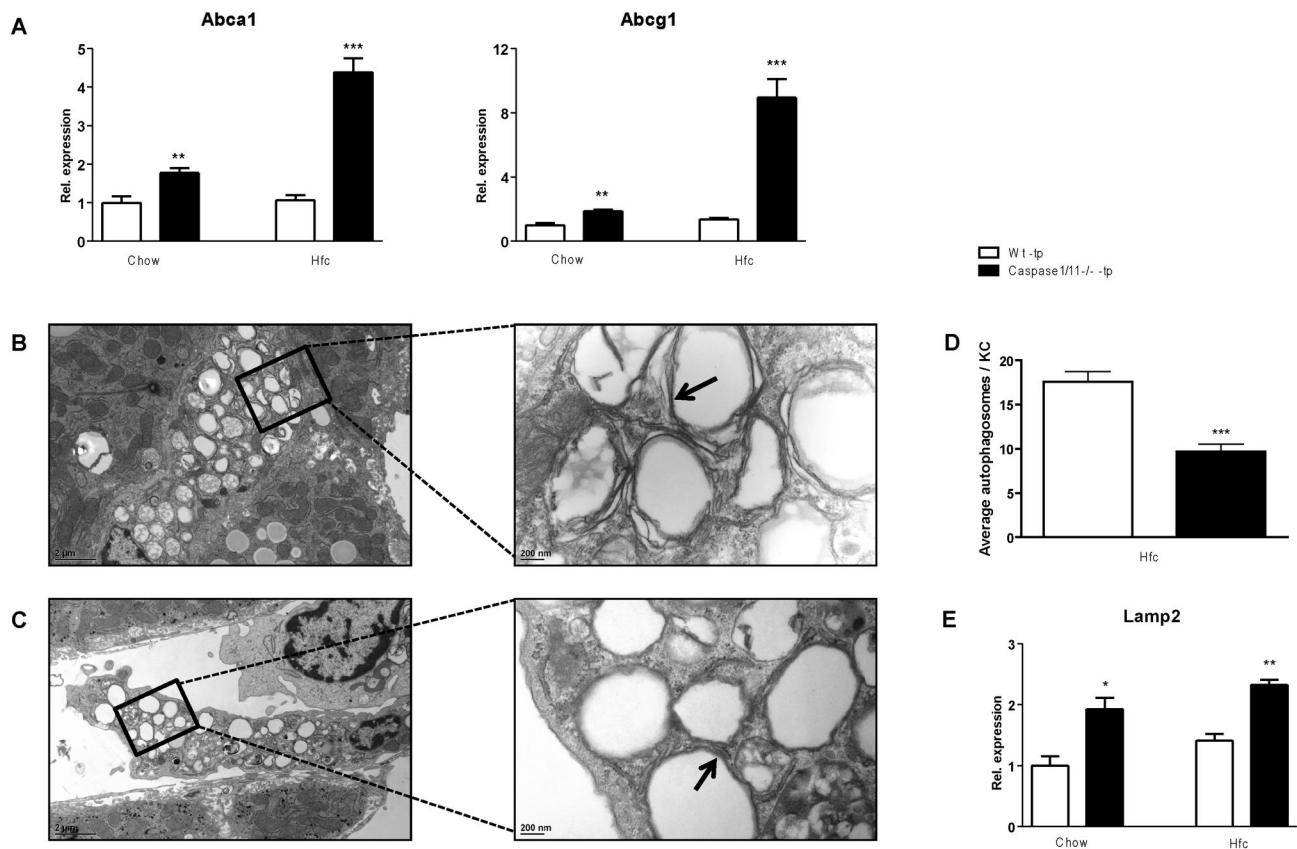 A
Abca1
Rel. expression
5
4
3
2
1
0
**
***
Chow
Hfc
Abcg1
Rel. expression
12
8
4
0
**
***
Chow
Hfc
Wt -tp
Caspase1/11-/- -tp
B
2 µm
200 nm
C
2 µm
200 nm
D
Average autophagosomes / KC
20
15
10
5
0
***
Hfc
E
Lamp2
Rel. expression
3
2
1
0
*
**
Chow
Hfc